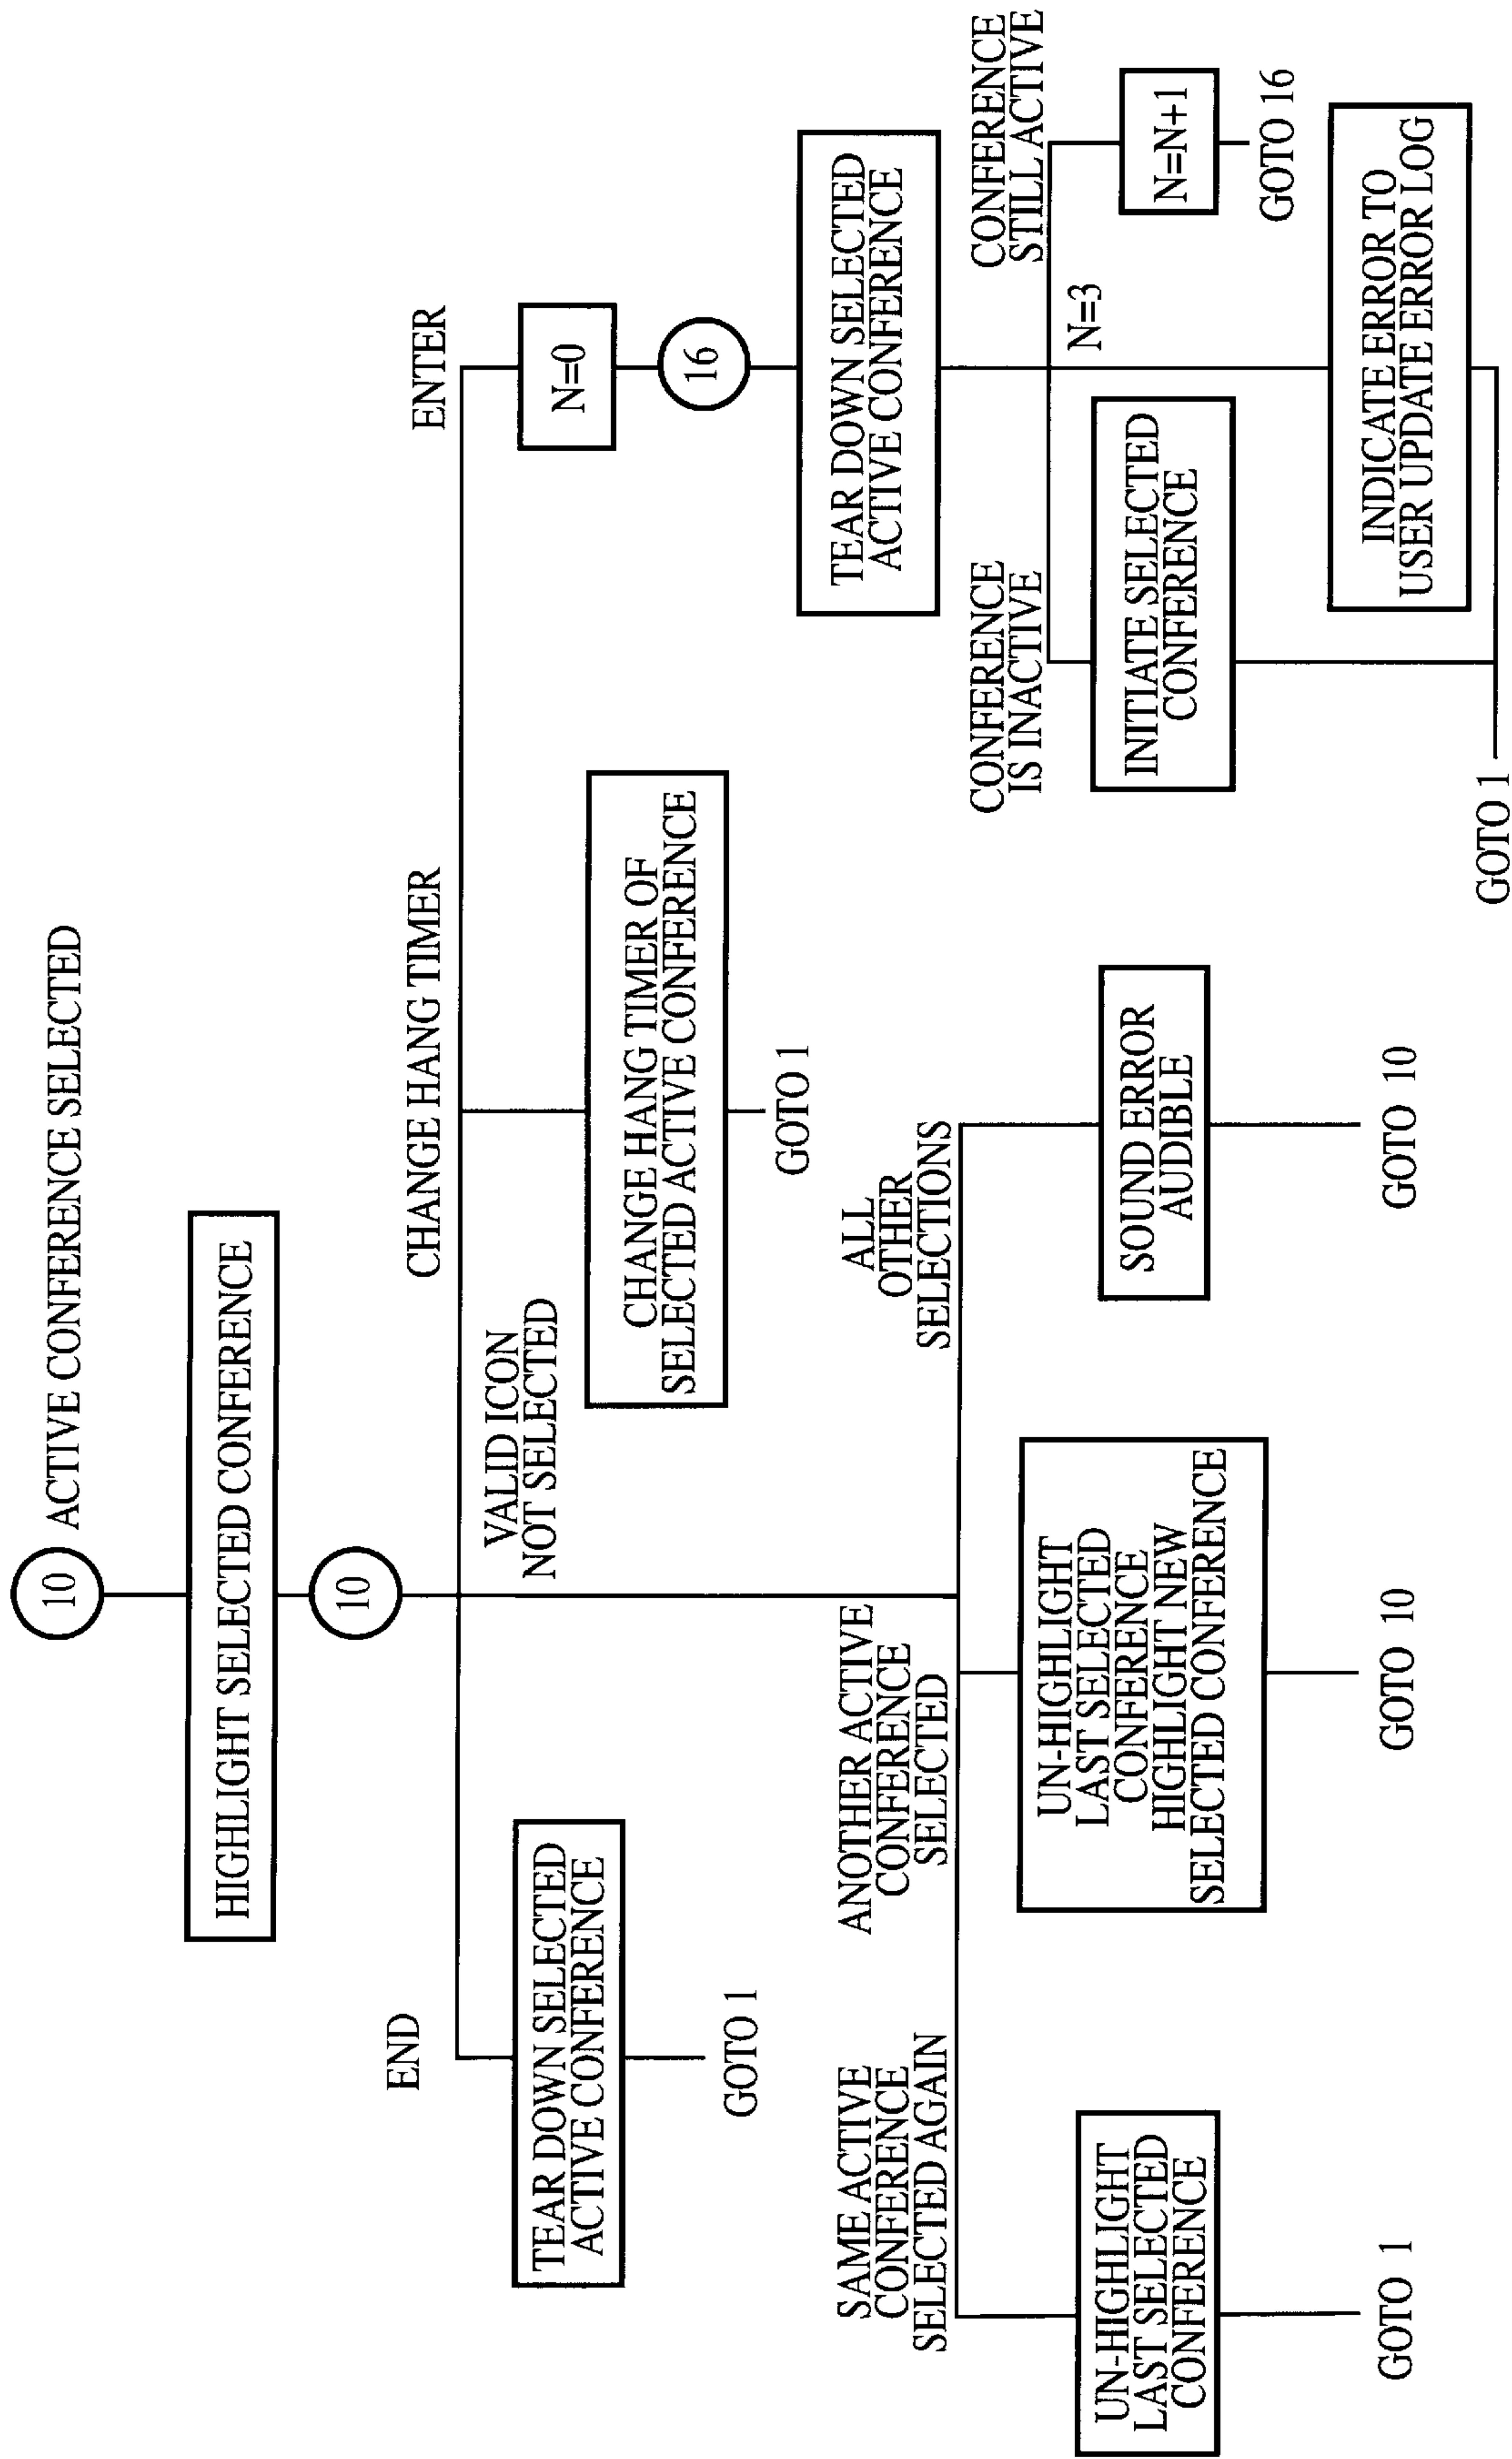 10
ACTIVE CONFERENCE SELECTED
HIGHLIGHT SELECTED CONFERENCE
10
END
CHANGE HANG TIMER
ENTER
VALID ICON
NOT SELECTED
TEAR DOWN SELECTED
ACTIVE CONFERENCE
GOTO 1
CHANGE HANG TIMER OF
SELECTED ACTIVE CONFERENCE
GOTO 1
N=0
16
TEAR DOWN SELECTED
ACTIVE CONFERENCE
SAME ACTIVE
CONFERENCE
SELECTED AGAIN
ANOTHER ACTIVE
CONFERENCE
SELECTED
ALL
OTHER
SELECTIONS
CONFERENCE
IS INACTIVE
CONFERENCE
STILL ACTIVE
N=3
UN-HIGHLIGHT
LAST SELECTED
CONFERENCE
GOTO 1
UN-HIGHLIGHT
LAST SELECTED
CONFERENCE
HIGHLIGHT NEW
SELECTED CONFERENCE
GOTO 10
SOUND ERROR
AUDIBLE
GOTO 10
INITIATE SELECTED
CONFERENCE
N=N+1
GOTO 16
INDICATE ERROR TO
USER UPDATE ERROR LOG
GOTO 1